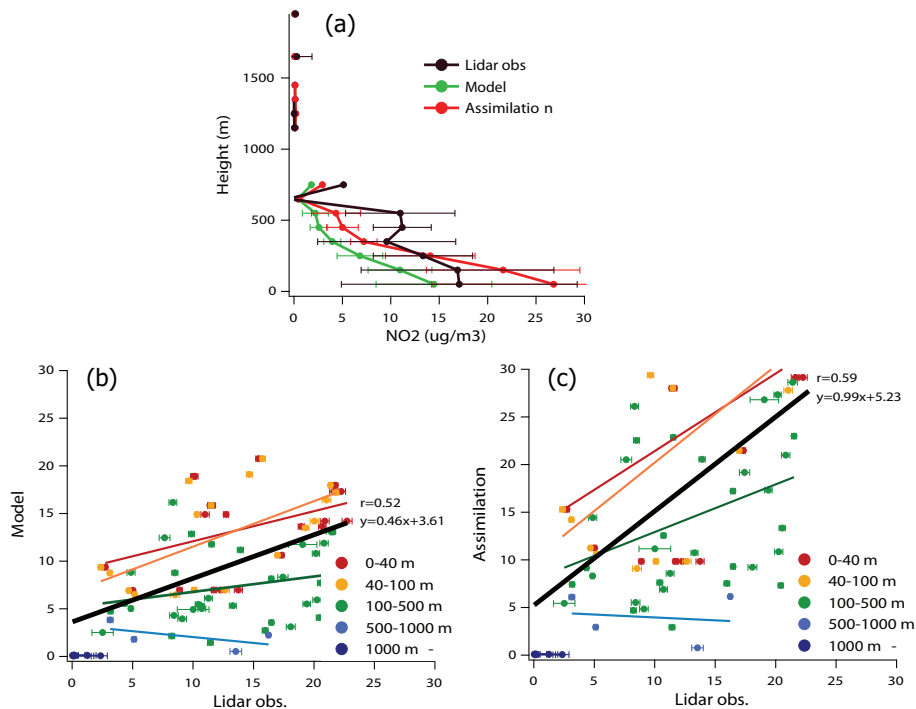 (a)
Lidar obs
Model
Assimilatio n
Height (m)
1500
1000
500
0
0 5 10 15 20 25 30
NO2 (ug/m3)
(b)
Model
30
25
20
15
10
5
0
r=0.52
y=0.46x+3.61
0-40 m
40-100 m
100-500 m
500-1000 m
1000 m -
0 5 10 15 20 25 30
Lidar obs.
(c)
Assimilation
30
25
20
15
10
5
0
r=0.59
y=0.99x+5.23
0-40 m
40-100 m
100-500 m
500-1000 m
1000 m -
0 5 10 15 20 25 30
Lidar obs.